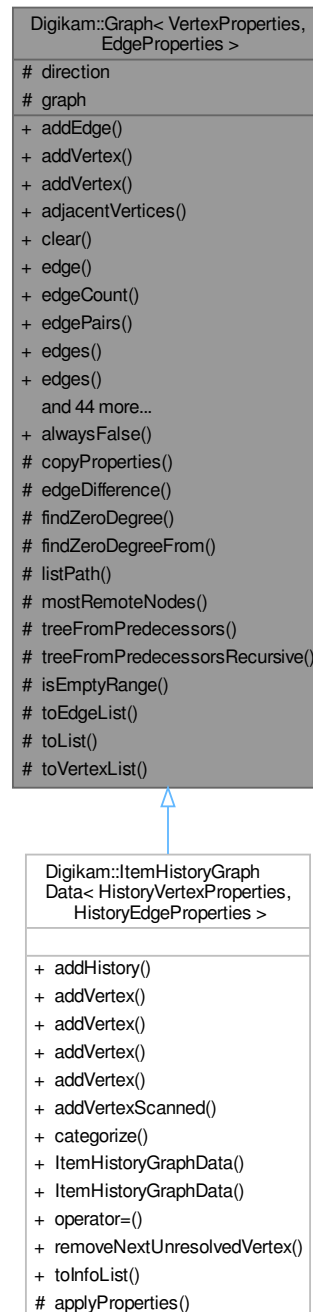 Digikam::Graph< VertexProperties,
EdgeProperties >
# direction
# graph
+ addEdge()
+ addVertex()
+ addVertex()
+ adjacentVertices()
+ clear()
+ edge()
+ edgeCount()
+ edgePairs()
+ edges()
+ edges()
and 44 more...
+ alwaysFalse()
# copyProperties()
# edgeDifference()
# findZeroDegree()
# findZeroDegreeFrom()
# listPath()
# mostRemoteNodes()
# treeFromPredecessors()
# treeFromPredecessorsRecursive()
# isEmptyRange()
# toEdgeList()
# toList()
# toVertexList()
Digikam::ItemHistoryGraph
Data< HistoryVertexProperties,
HistoryEdgeProperties >
+ addHistory()
+ addVertex()
+ addVertex()
+ addVertex()
+ addVertex()
+ addVertexScanned()
+ categorize()
+ ItemHistoryGraphData()
+ ItemHistoryGraphData()
+ operator=()
+ removeNextUnresolvedVertex()
+ toInfoList()
# applyProperties()